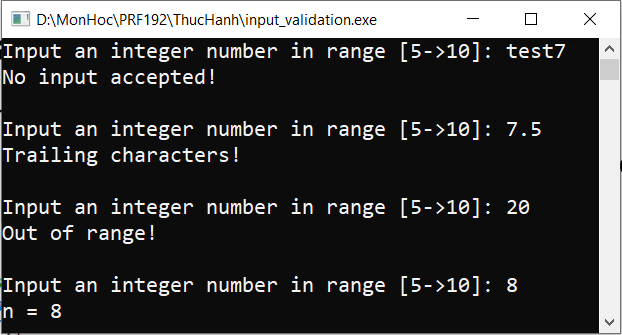 D:\MonHoc\PRF192\ThucHanh\input_validation.exe
Input an integer number in range [5->10]: test7
No input accepted!
Input an integer number in range [5->10]: 7.5
Trailing characters!
Input an integer number in range [5->10]: 20
Out of range!
Input an integer number in range [5->10]: 8
n = 8